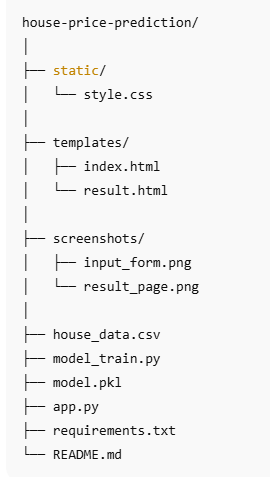 house-price-prediction/
│
├── static/
│   └── style.css
│
├── templates/
│   ├── index.html
│   └── result.html
│
├── screenshots/
│   ├── input_form.png
│   └── result_page.png
│
├── house_data.csv
├── model_train.py
├── model.pkl
├── app.py
├── requirements.txt
└── README.md